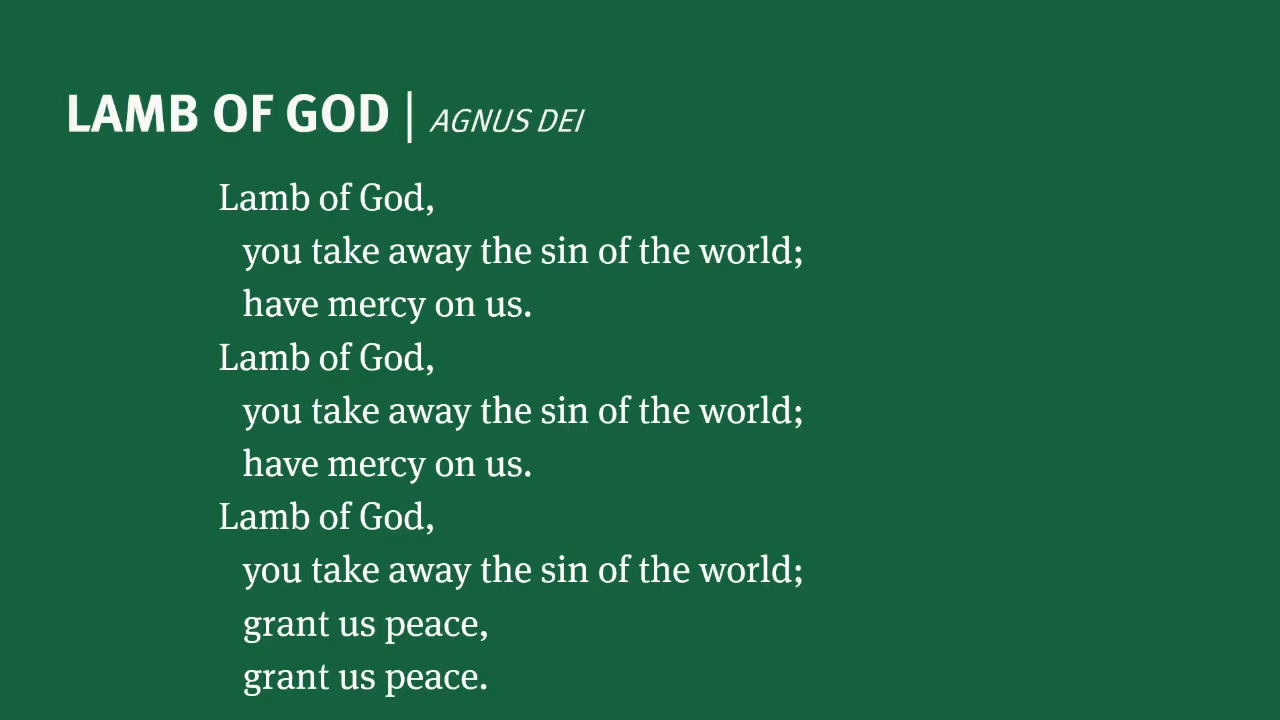 LAMB OF GOD | AGNUS DEI
Lamb of God,
you take away the sin of the world;
have mercy on us.
Lamb of God,
you take away the sin of the world;
have mercy on us.
Lamb of God,
you take away the sin of the world;
grant us peace,
grant us peace.